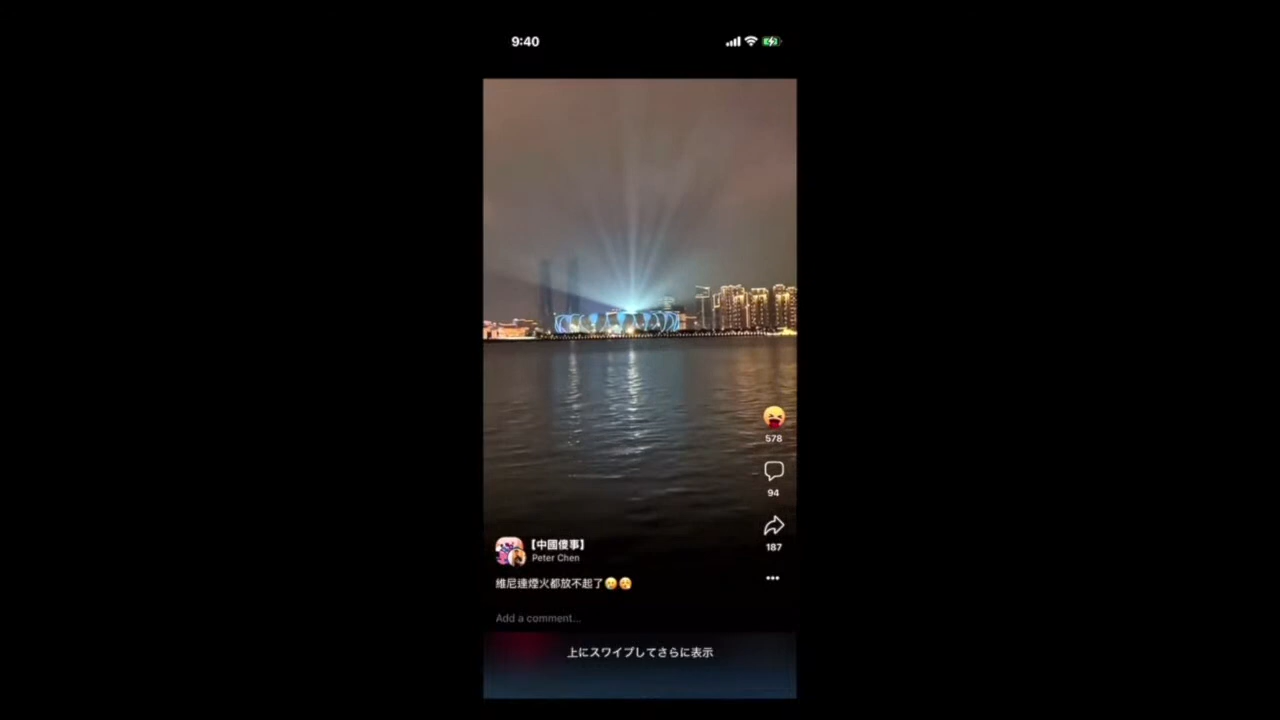 9:40
578
94
187
【中國傻事】
Peter Chen
維尼連煙火都放不起了🥲🫠
Add a comment...
上にスワイプしてさらに表示